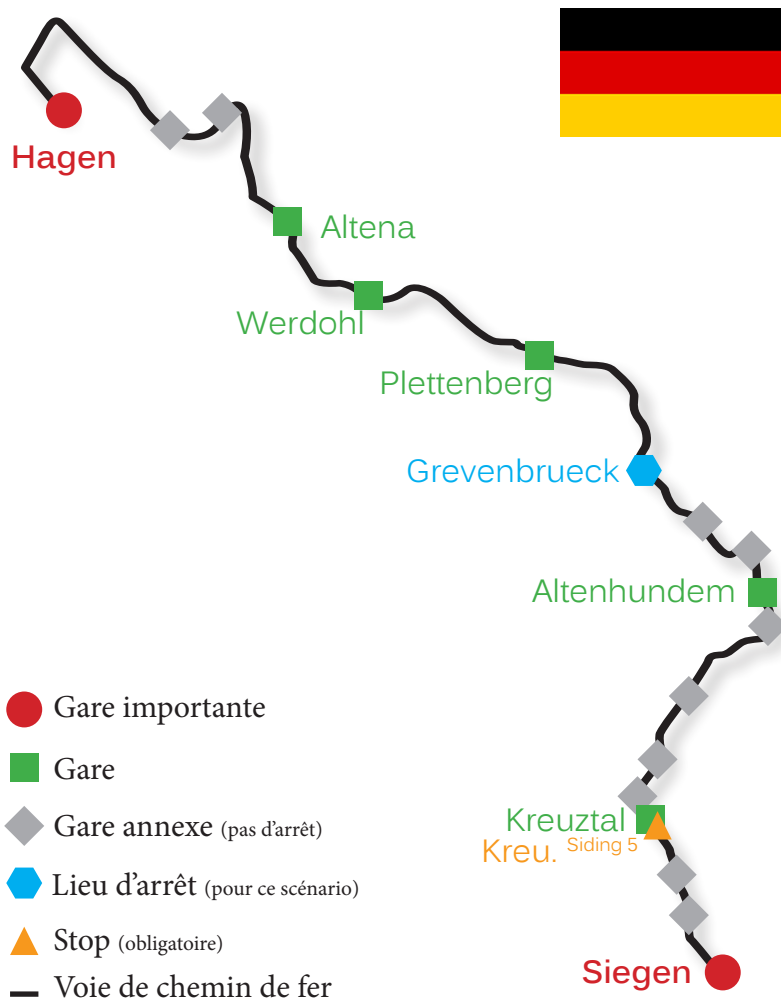 Hagen
Altena
Werdohl
Plettenberg
Grevenbrueck
Altenhundem
Kreuztal
Kreu. Siding 5
Siegen
Gare importante
Gare
Gare annexe (pas d'arrêt)
Lieu d'arrêt (pour ce scénario)
Stop (obligatoire)
Voie de chemin de fer